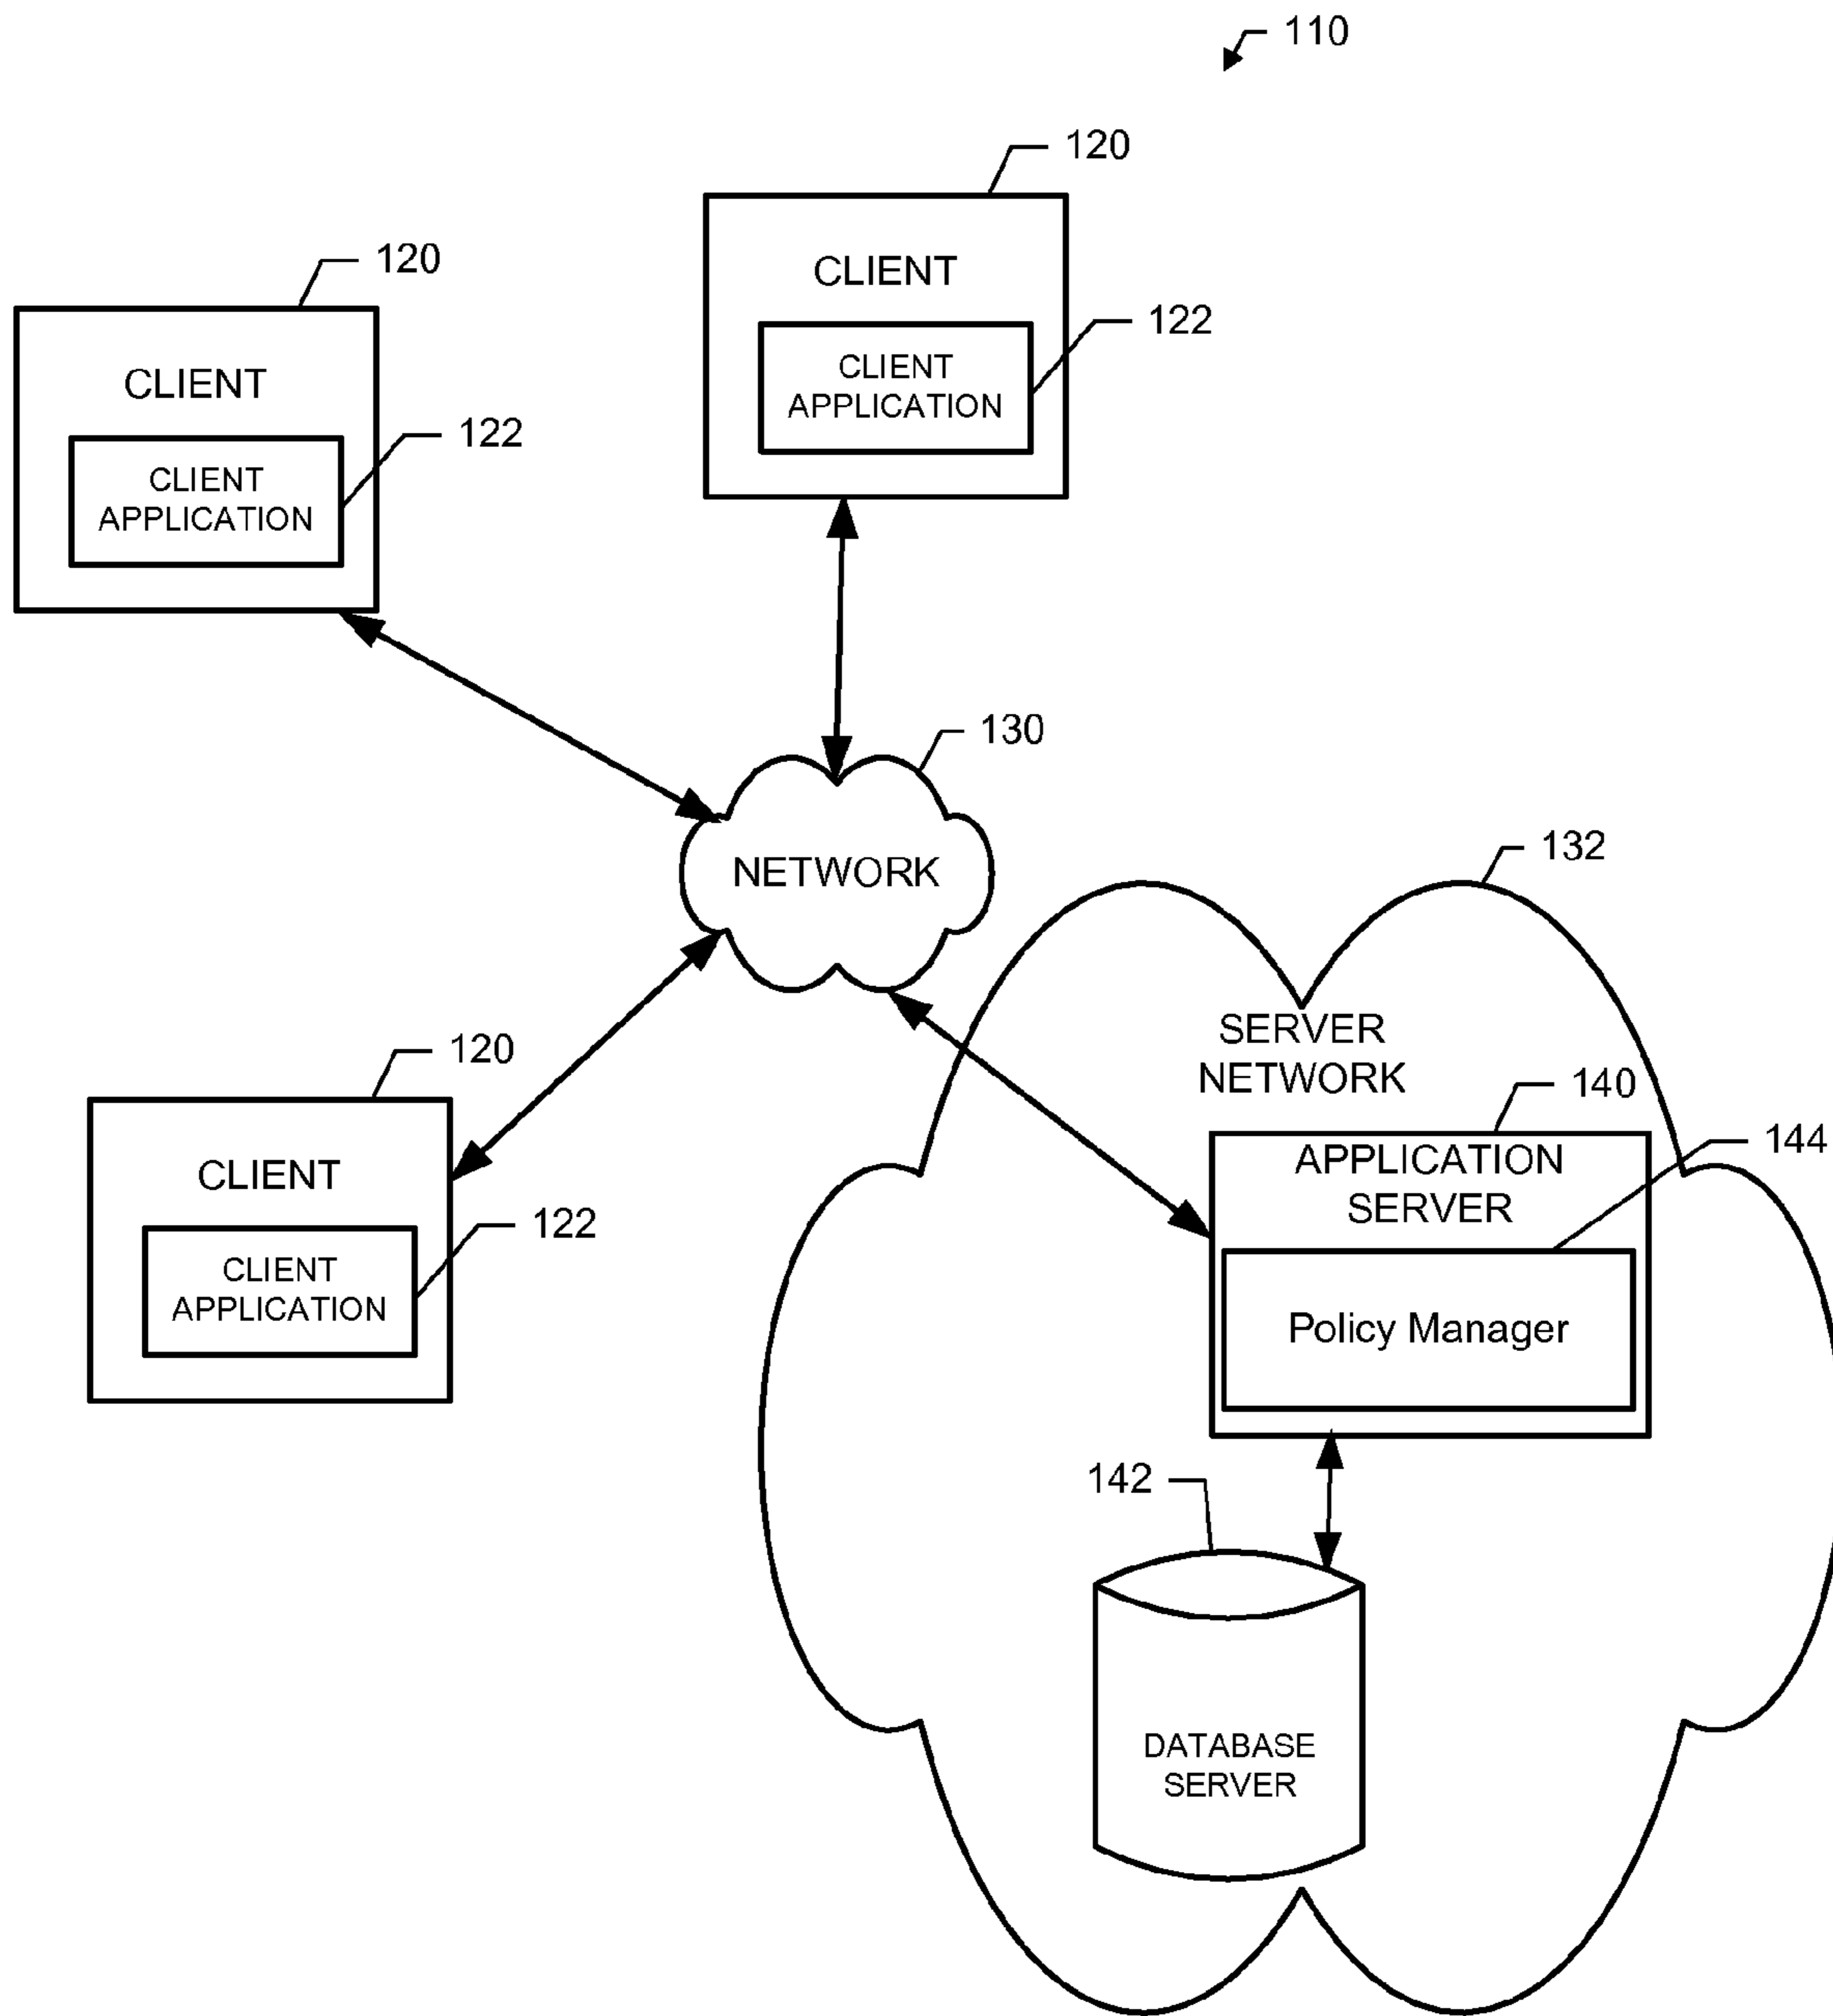 110
120
CLIENT
122
CLIENT
APPLICATION
120
CLIENT
122
CLIENT
APPLICATION
130
NETWORK
132
SERVER
NETWORK
120
CLIENT
122
CLIENT
APPLICATION
140
APPLICATION
SERVER
144
Policy Manager
142
DATABASE
SERVER